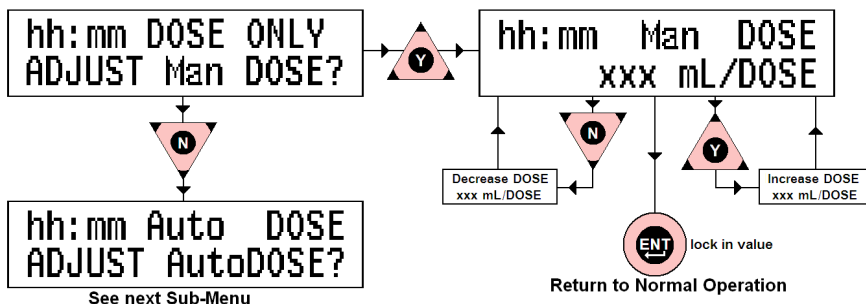 hh:mm DOSE ONLY
ADJUST Man DOSE?
Y
hh:mm Man DOSE
xxx mL/DOSE
N
N
Y
Decrease DOSE
xxx mL/DOSE
Increase DOSE
xxx mL/DOSE
hh:mm Auto DOSE
ADJUST AutoDOSE?
See next Sub-Menu
ENT
lock in value
Return to Normal Operation